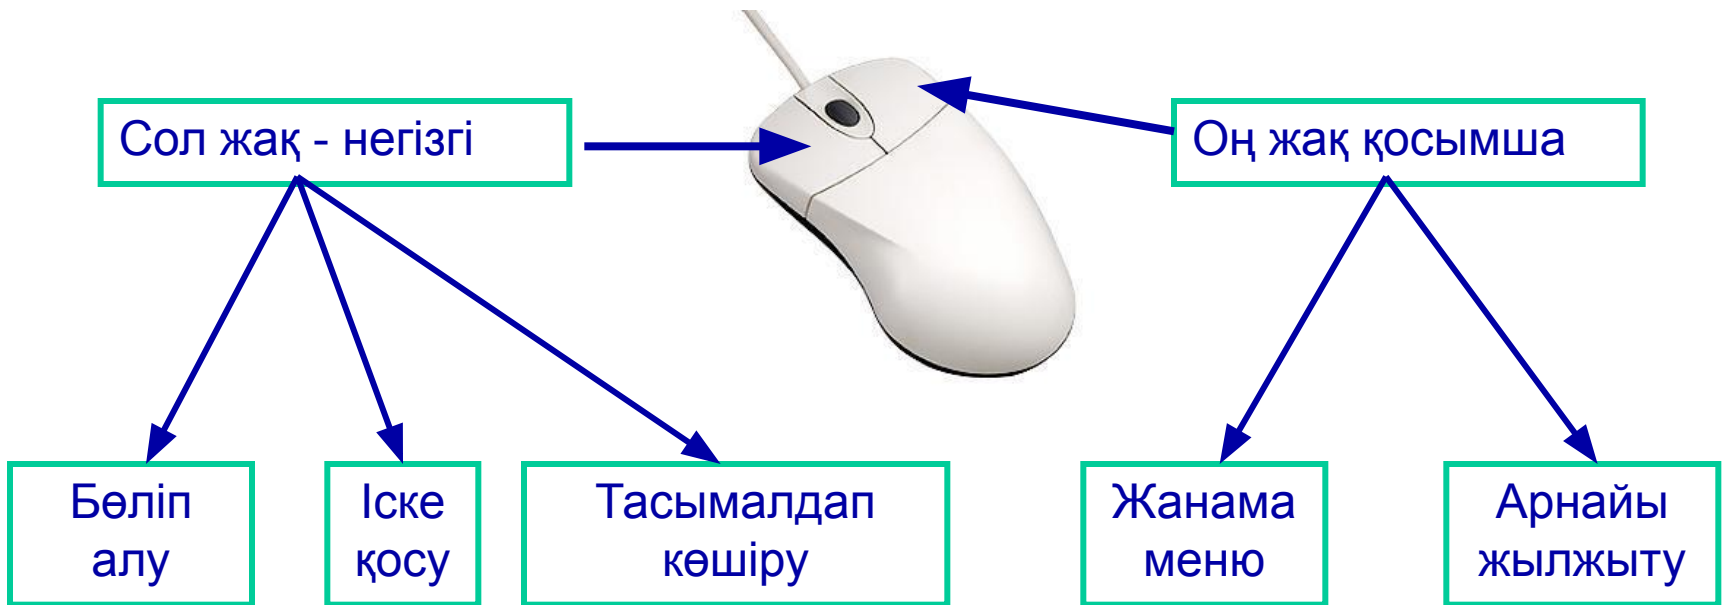 Сол жақ - негізгі
Оң жақ қосымша
Бөліп
алу
Іске
қосу
Тасымалдап
көшіру
Жанама
меню
Арнайы
жылжыту